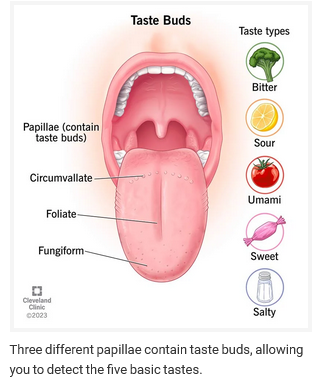 Taste Buds
Taste types
Bitter
Sour
Umami
Sweet
Salty
Papillae (contain
taste buds)
Circumvallate
Foliate
Fungiform
Cleveland
Clinic
©2023
Three different papillae contain taste buds, allowing
you to detect the five basic tastes.